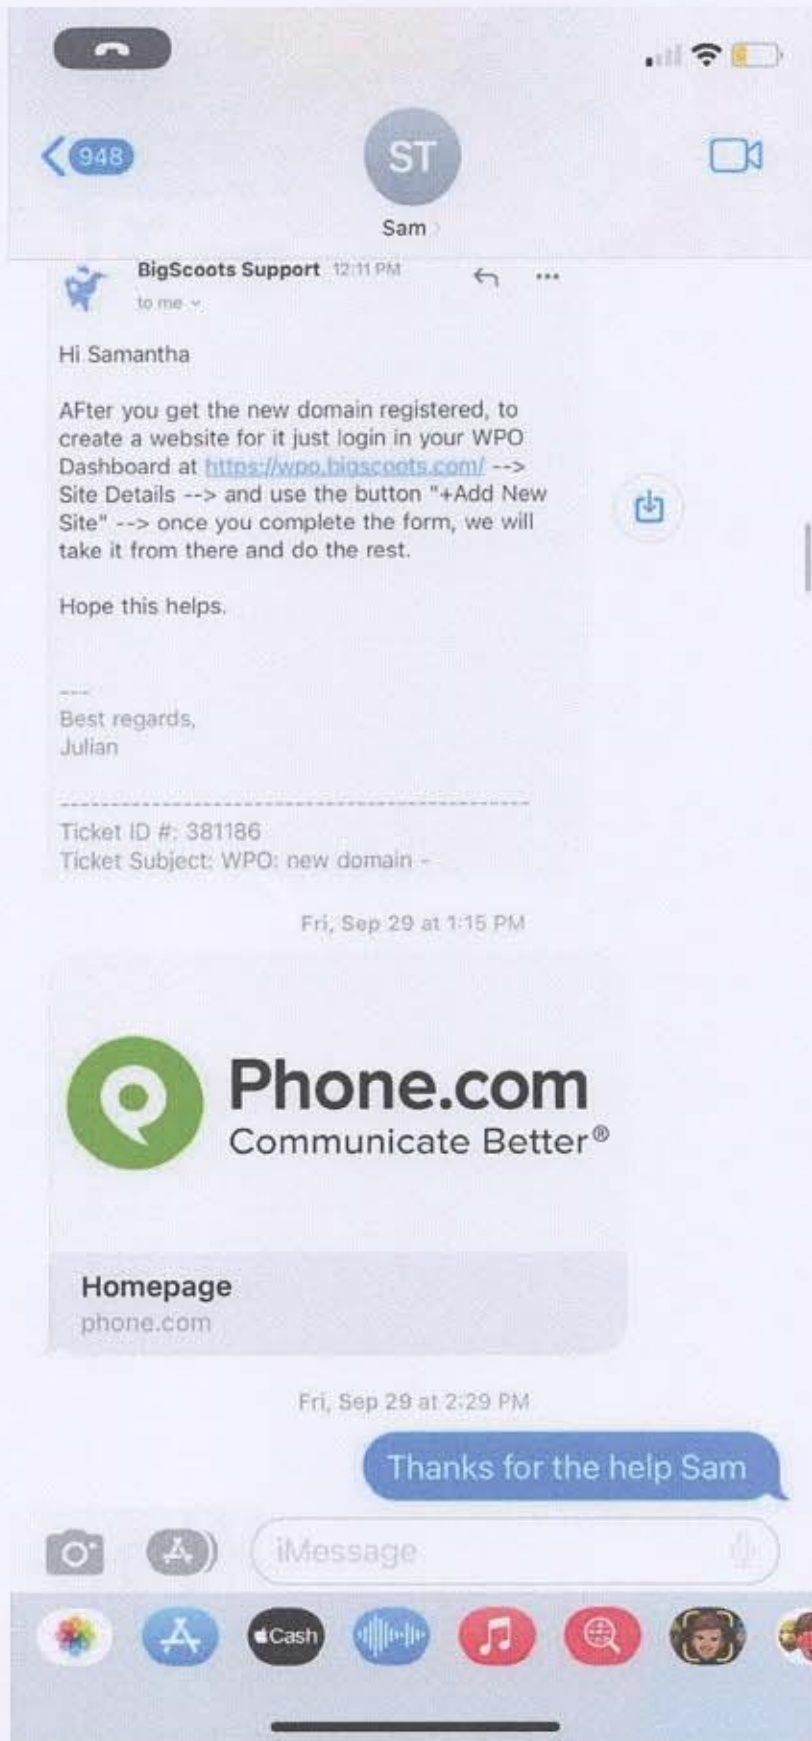 948
ST
Sam
BigScoots Support 12:11 PM
to me
Hi Samantha
AFter you get the new domain registered, to
create a website for it just login in your WPO
Dashboard at https://wpo.bigscoots.com/ -->
Site Details --> and use the button "+Add New
Site" --> once you complete the form, we will
take it from there and do the rest.
Hope this helps.
---
Best regards,
Julian
-----------------------------------------------
Ticket ID #: 381186
Ticket Subject: WPO: new domain -
Fri, Sep 29 at 1:15 PM
Phone.com
Communicate Better®
Homepage
phone.com
Fri, Sep 29 at 2:29 PM
Thanks for the help Sam
iMessage
Cash